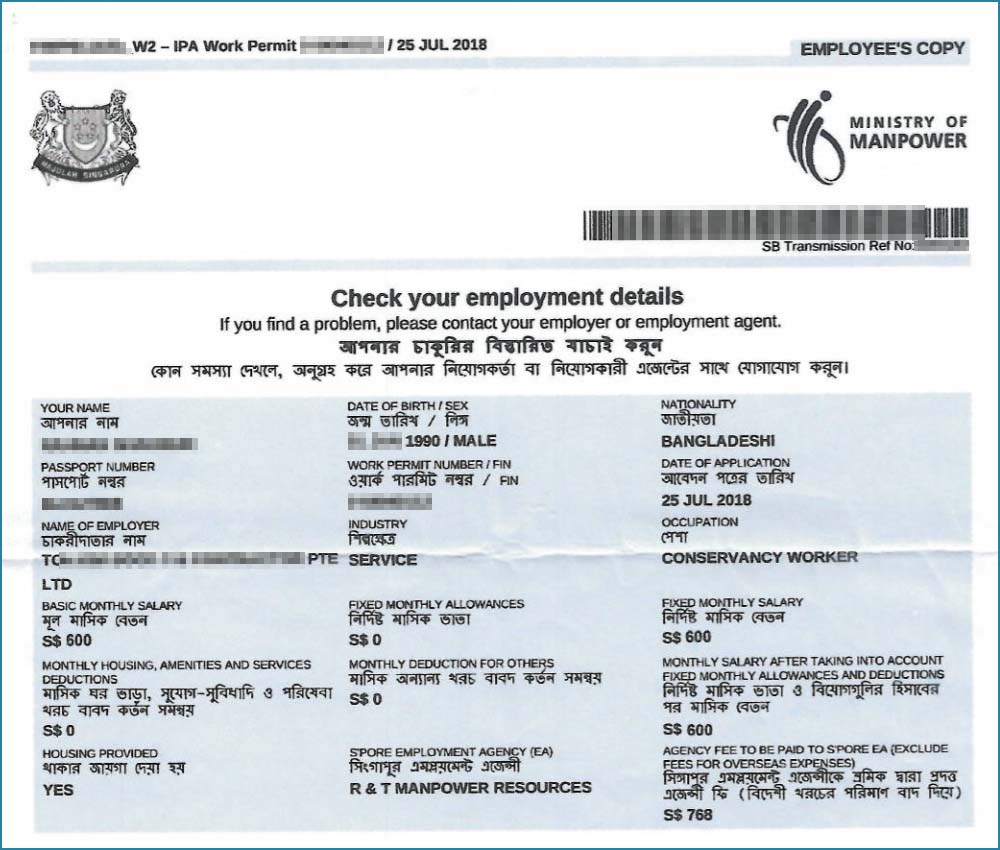 W2 – IPA Work Permit / 25 JUL 2018
EMPLOYEE'S COPY
MAJULAH SINGAPURA
MINISTRY OF
MANPOWER
SB Transmission Ref No:
Check your employment details
If you find a problem, please contact your employer or employment agent.
আপনার চাকুরির বিস্তারিত যাচাই করুন
কোন সমস্যা দেখলে, অনুগ্রহ করে আপনার নিয়োগকর্তা বা নিয়োগকারী এজেন্টের সাথে যোগাযোগ করুন।
YOUR NAME
আপনার নাম
DATE OF BIRTH / SEX
জন্ম তারিখ / লিঙ্গ
1990 / MALE
NATIONALITY
জাতীয়তা
BANGLADESHI
PASSPORT NUMBER
পাসপোর্ট নম্বর
WORK PERMIT NUMBER / FIN
ওয়ার্ক পারমিট নম্বর / FIN
DATE OF APPLICATION
আবেদন পত্রের তারিখ
25 JUL 2018
NAME OF EMPLOYER
চাকরীদাতার নাম
PTE
LTD
INDUSTRY
শিল্পক্ষেত্র
SERVICE
OCCUPATION
পেশা
CONSERVANCY WORKER
BASIC MONTHLY SALARY
মূল মাসিক বেতন
S$ 600
FIXED MONTHLY ALLOWANCES
নির্দিষ্ট মাসিক ভাতা
S$ 0
FIXED MONTHLY SALARY
নির্দিষ্ট মাসিক বেতন
S$ 600
MONTHLY HOUSING, AMENITIES AND SERVICES
DEDUCTIONS
মাসিক ঘর ভাড়া, সুযোগ-সুবিধাদি ও পরিষেবা
খরচ বাবদ কর্তন সমন্বয়
S$ 0
MONTHLY DEDUCTION FOR OTHERS
মাসিক অন্যান্য খরচ বাবদ কর্তন সমন্বয়
S$ 0
MONTHLY SALARY AFTER TAKING INTO ACCOUNT
FIXED MONTHLY ALLOWANCES AND DEDUCTIONS
নির্দিষ্ট মাসিক ভাতা ও বিয়োগগুলির হিসাবের
পর মাসিক বেতন
S$ 600
HOUSING PROVIDED
থাকার জায়গা দেয়া হয়
YES
S'PORE EMPLOYMENT AGENCY (EA)
সিংগাপুর এমপ্লয়মেন্ট এজেন্সী
R & T MANPOWER RESOURCES
AGENCY FEE TO BE PAID TO S'PORE EA (EXCLUDE
FEES FOR OVERSEAS EXPENSES)
সিঙ্গাপুর এমপ্লয়মেন্ট এজেন্সীকে শ্রমিক দ্বারা প্রদত্ত
এজেন্সী ফি (বিদেশী খরচের পরিমাণ বাদ দিয়ে)
S$ 768